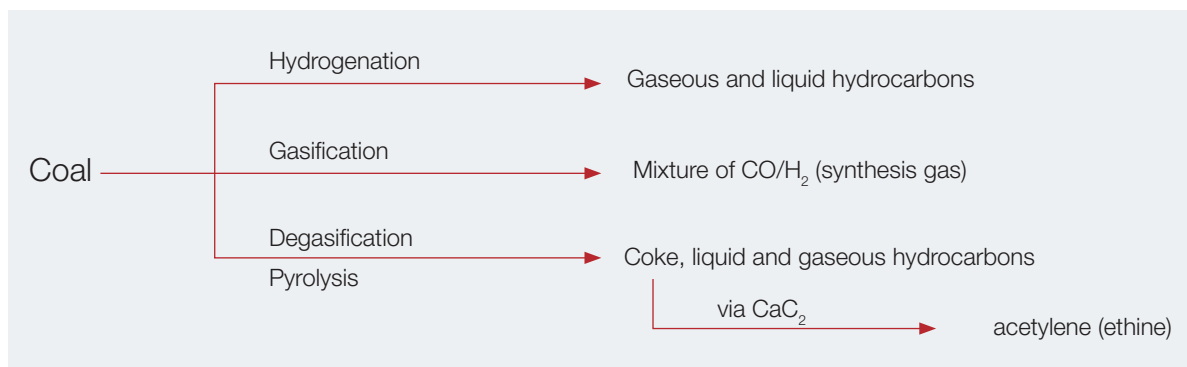 Hydrogenation
Gaseous and liquid hydrocarbons
Coal
Gasification
Mixture of CO/H₂ (synthesis gas)
Degasification
Pyrolysis
Coke, liquid and gaseous hydrocarbons
via CaC₂
acetylene (ethine)